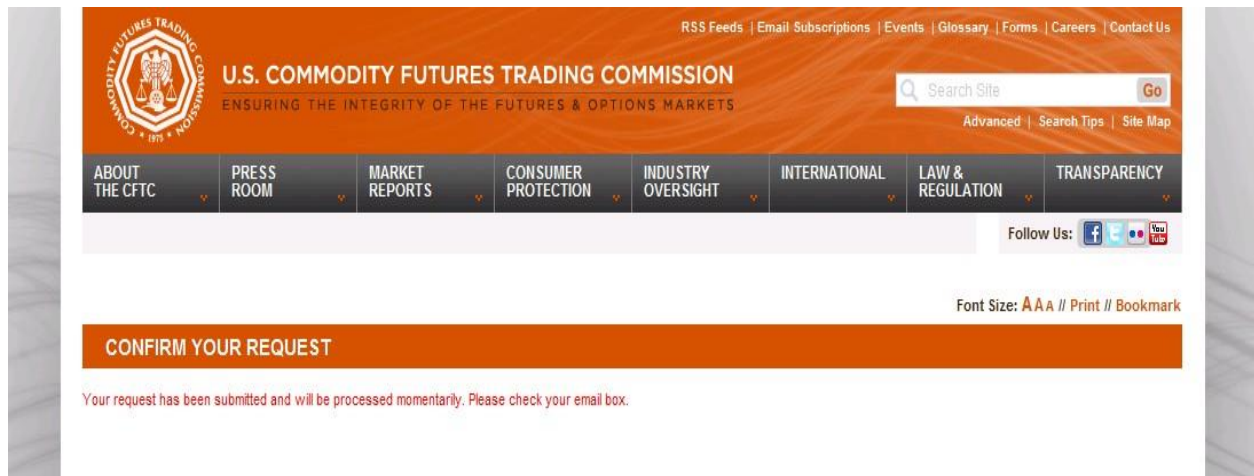 RSS Feeds | Email Subscriptions | Events | Glossary | Forms | Careers | Contact Us
COMMODITY FUTURES TRADING COMMISSION
* 1975 *
U.S. COMMODITY FUTURES TRADING COMMISSION
ENSURING THE INTEGRITY OF THE FUTURES & OPTIONS MARKETS
Search Site Go
Advanced | Search Tips | Site Map
ABOUT THE CFTC
PRESS ROOM
MARKET REPORTS
CONSUMER PROTECTION
INDUSTRY OVERSIGHT
INTERNATIONAL
LAW & REGULATION
TRANSPARENCY
Follow Us: f t You Tube
Font Size: A A A // Print // Bookmark
CONFIRM YOUR REQUEST
Your request has been submitted and will be processed momentarily. Please check your email box.